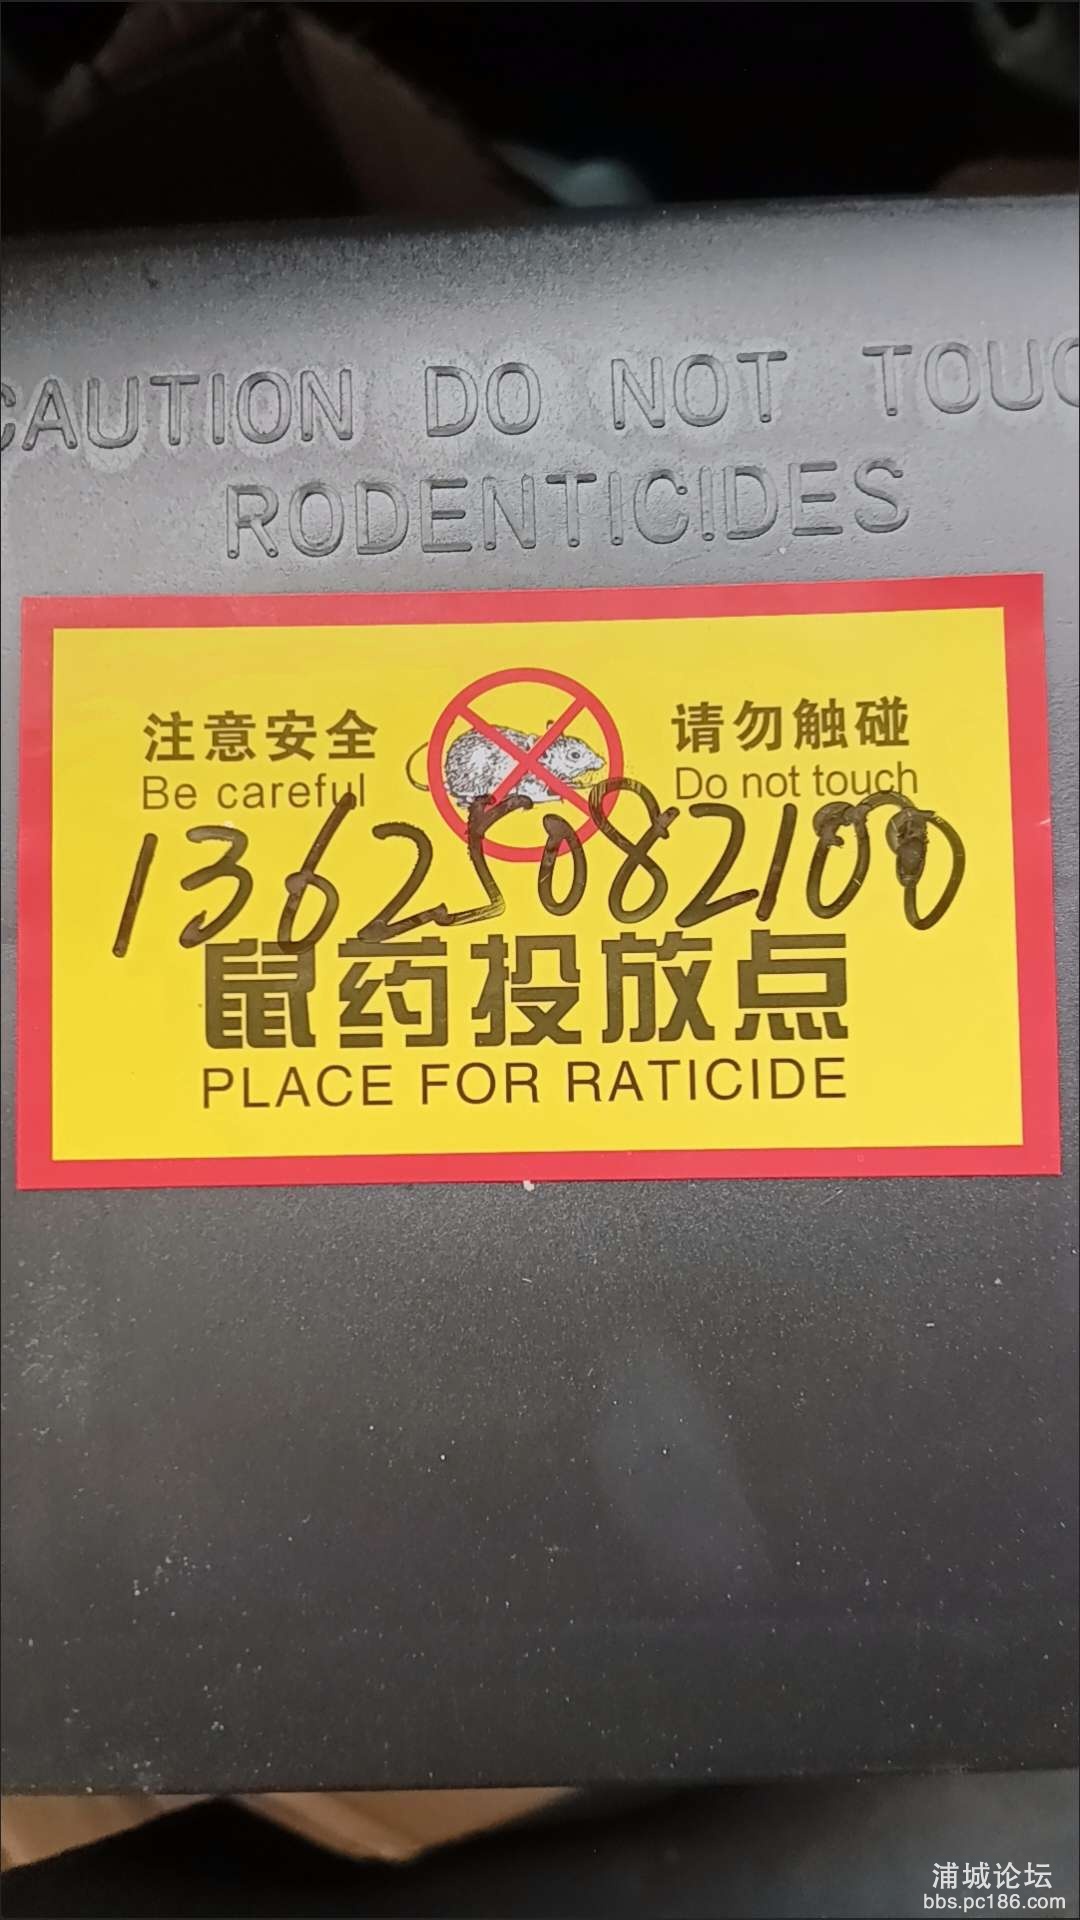 CAUTION DO NOT TOUC
RODENTICIDES
注意安全 请勿触碰
Be careful Do not touch
13625082100
鼠药投放点
PLACE FOR RATICIDE
浦城论坛
bbs.pc186.com